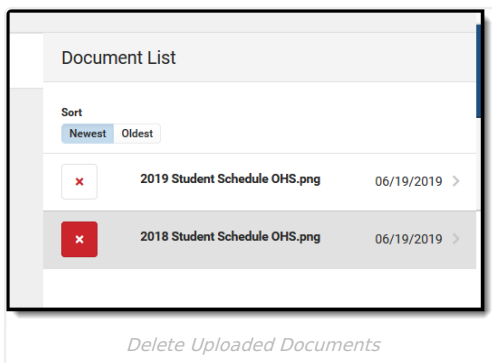 Document List
Sort
Newest Oldest
2019 Student Schedule OHS.png 06/19/2019
2018 Student Schedule OHS.png 06/19/2019
Delete Uploaded Documents